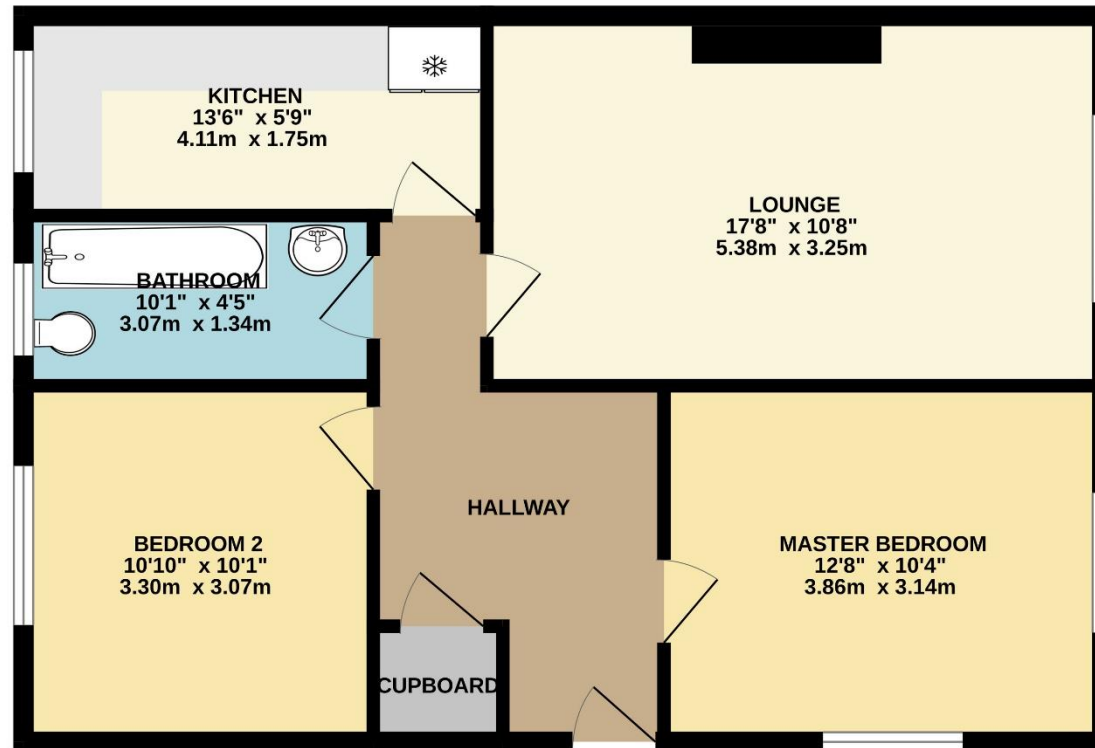 KITCHEN
13'6" x 5'9"
4.11m x 1.75m
LOUNGE
17'8" x 10'8"
5.38m x 3.25m
BATHROOM
10'1" x 4'5"
3.07m x 1.34m
HALLWAY
BEDROOM 2
10'10" x 10'1"
3.30m x 3.07m
MASTER BEDROOM
12'8" x 10'4"
3.86m x 3.14m
CUPBOARD